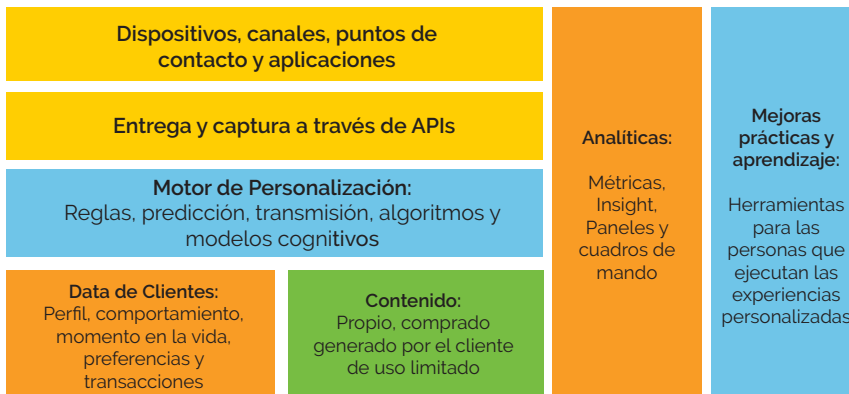 Dispositivos, canales, puntos de
contacto y aplicaciones
Entrega y captura a través de APIs
Motor de Personalización:
Reglas, predicción, transmisión, algoritmos y
modelos cognitivos
Data de Clientes:
Perfil, comportamiento,
momento en la vida,
preferencias y
transacciones
Contenido:
Propio, comprado
generado por el cliente
de uso limitado
Analíticas:
Métricas,
Insight,
Paneles y
cuadros de
mando
Mejoras
prácticas y
aprendizaje:
Herramientas
para las
personas que
ejecutan las
experiencias
personalizadas